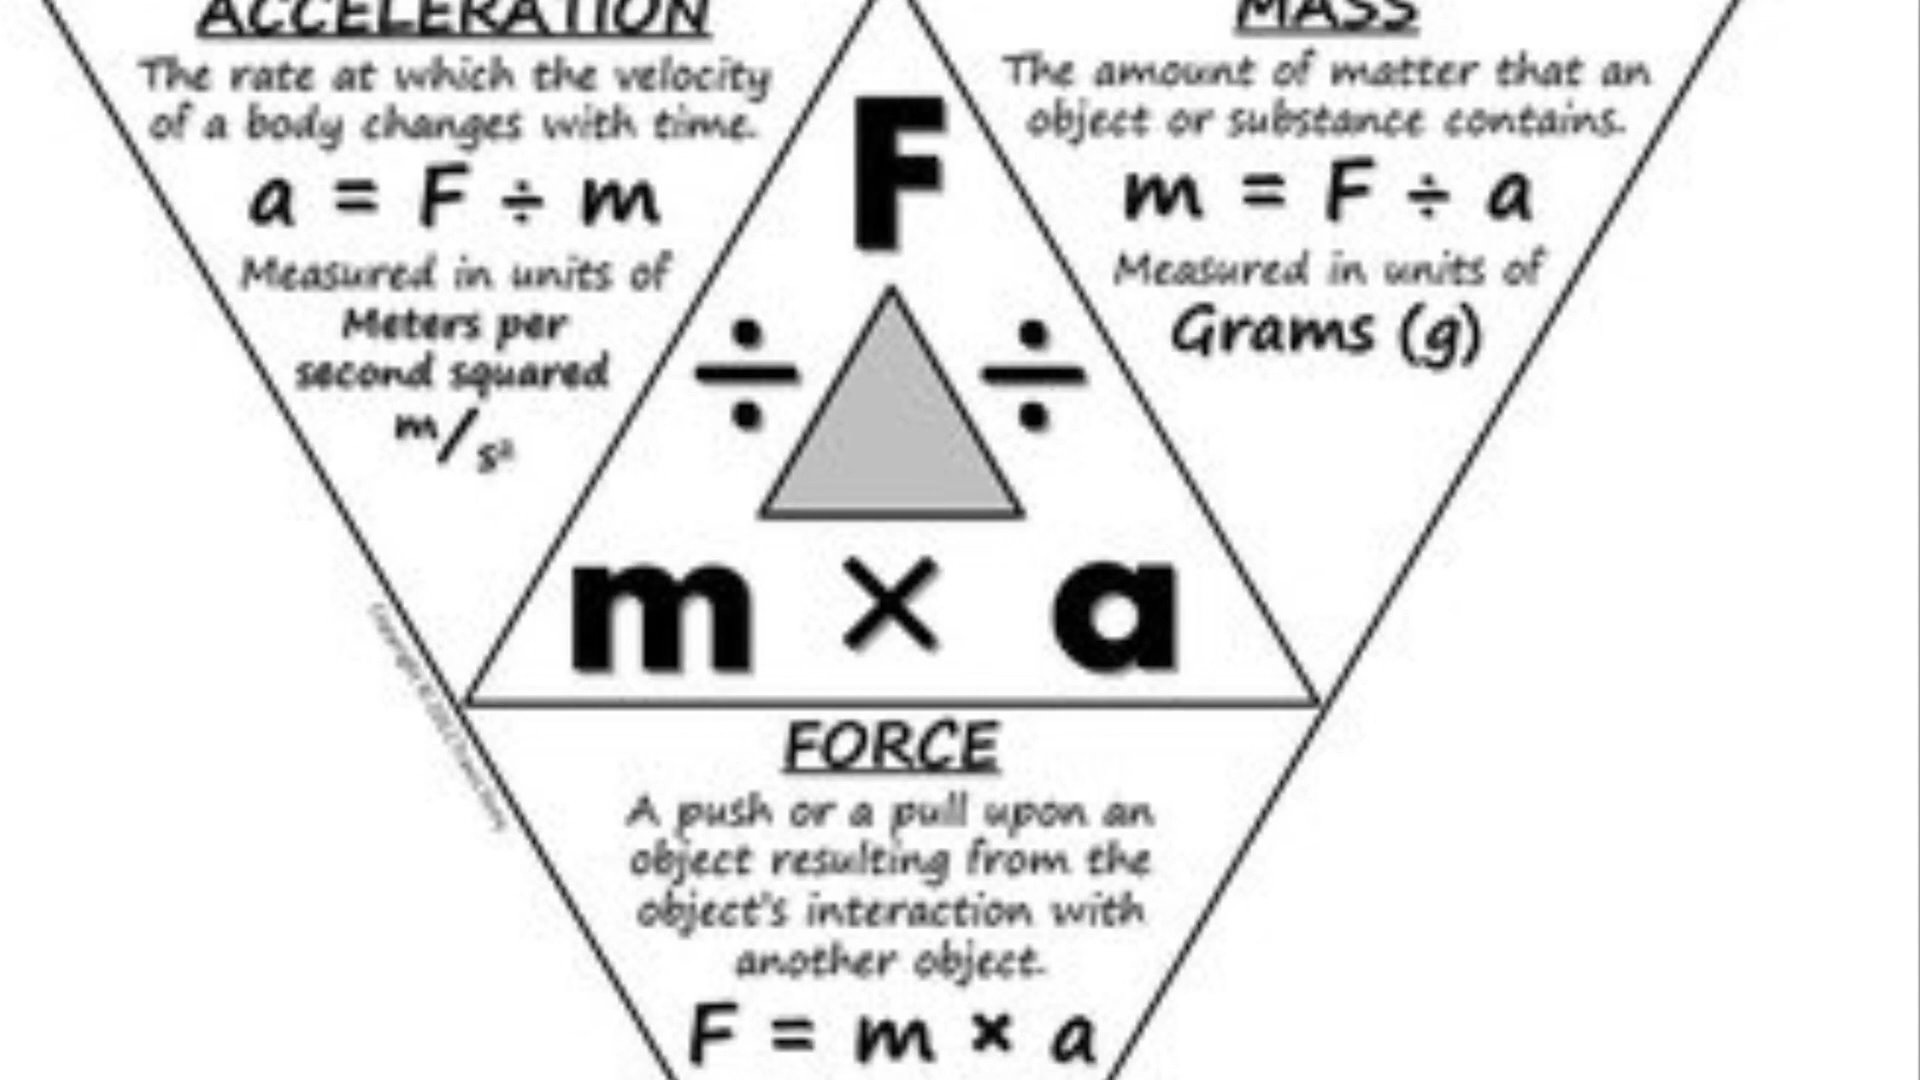 ACCELERATION
The rate at which the velocity
of a body changes with time.
a = F ÷ m
Measured in units of
Meters per
second squared
m/s²
MASS
The amount of matter that an
object or substance contains.
m = F ÷ a
Measured in units of
Grams (g)
F
÷ ÷
m × a
Copyright ©
FORCE
A push or a pull upon an
object resulting from the
object's interaction with
another object.
F = m × a